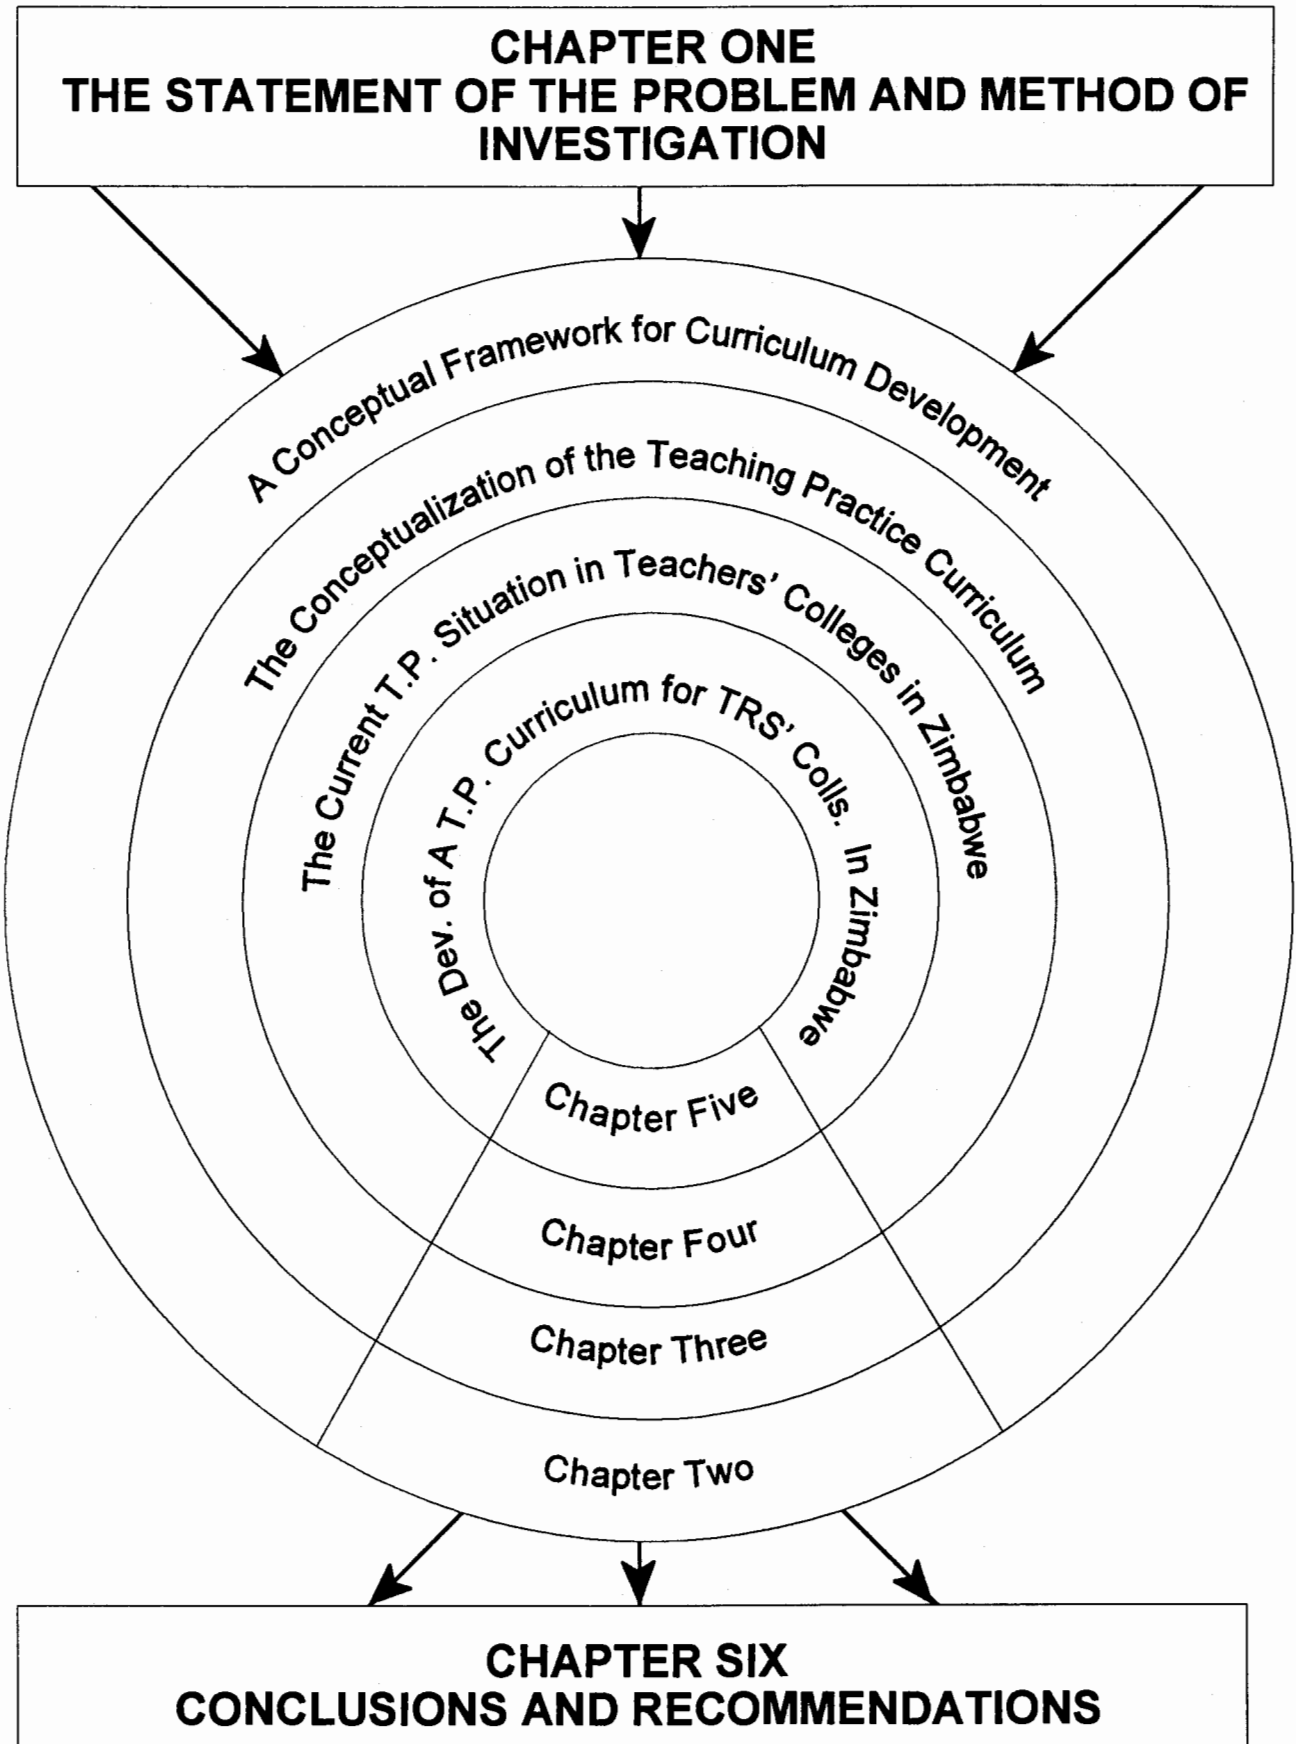 CHAPTER ONE
THE STATEMENT OF THE PROBLEM AND METHOD OF
INVESTIGATION
A Conceptual Framework for Curriculum Development
The Conceptualization of the Teaching Practice Curriculum
The Current T.P. Situation in Teachers' Colleges in Zimbabwe
The Dev. of A T.P. Curriculum for TRS' Colls. In Zimbabwe
Chapter Five
Chapter Four
Chapter Three
Chapter Two
CHAPTER SIX
CONCLUSIONS AND RECOMMENDATIONS